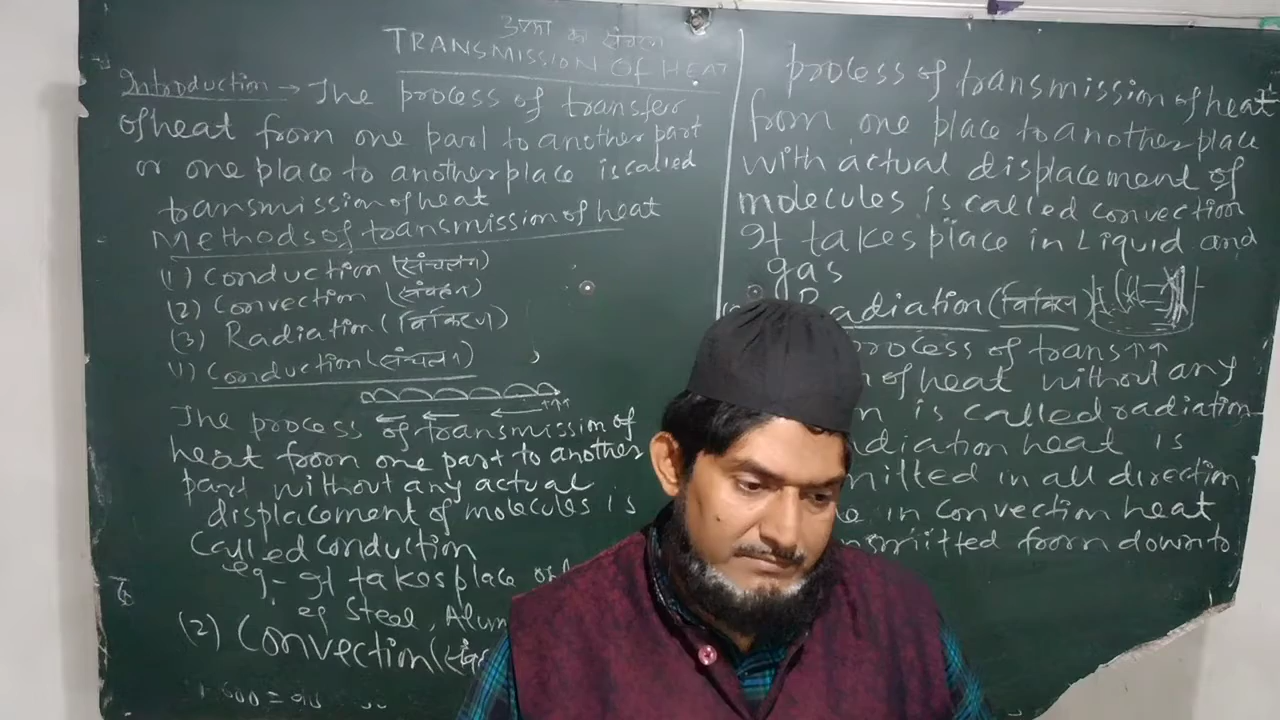 ऊष्मा का संचलन
TRANSMISSION OF HEAT
Introduction → The process of transfer
of heat from one part to another part
or one place to another place is called
transmission of heat
Methods of transmission of heat
(1) Conduction (संचलन)
(2) Convection (संवहन)
(3) Radiation (विकिरण)
(1) Conduction (संचलन)
The process of transmission of
heat from one part to another
part without any actual
displacement of molecules is
called conduction
eg- It takes place
eg Steel, Alum
(2) Convection (संव
process of transmission of heat
from one place to another place
with actual displacement of
molecules is called convection
It takes place in Liquid and
gas
Radiation (विकिरण)
rocess of trans
of heat without any
n is called radiation
diation heat is
mitted in all direction
e in convection heat
nsmitted from down to